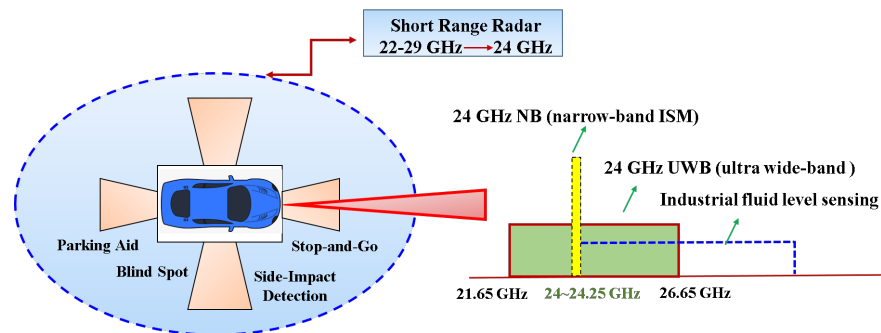 Short Range Radar
22-29 GHz → 24 GHz
24 GHz NB (narrow-band ISM)
24 GHz UWB (ultra wide-band )
Industrial fluid level sensing
Parking Aid
Stop-and-Go
Blind Spot
Side-Impact
Detection
21.65 GHz
24~24.25 GHz
26.65 GHz